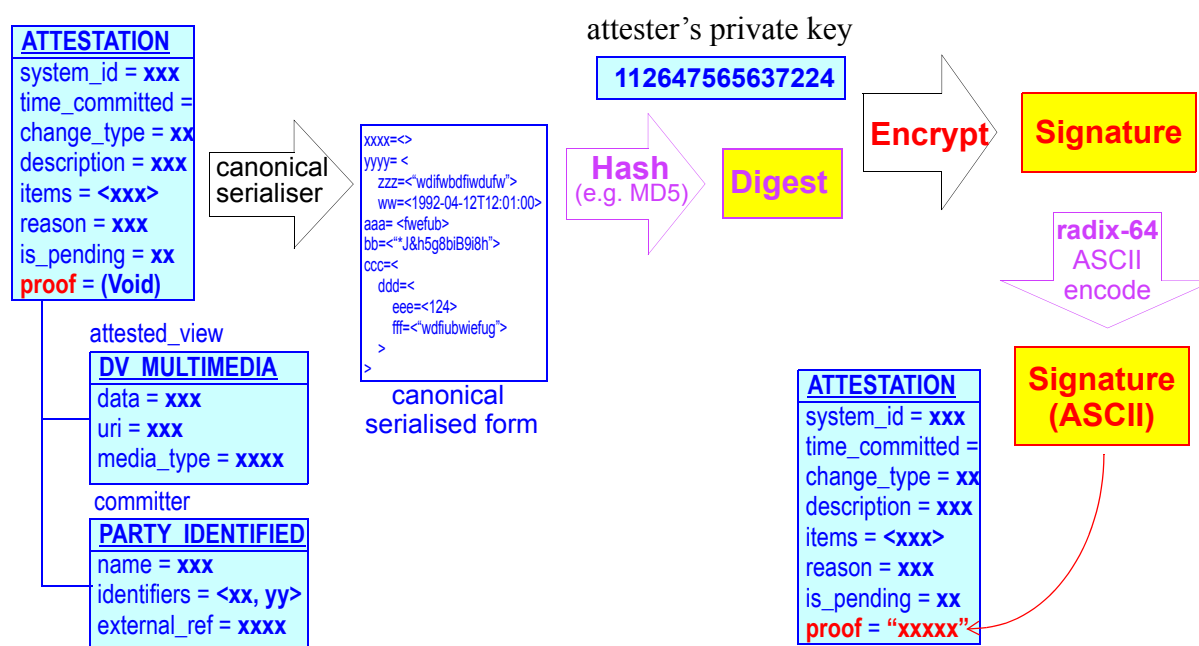 ATTESTATION
system_id = xxx
time_committed =
change_type = xx
description = xxx
items = <xxx>
reason = xxx
is_pending = xx
proof = (Void)
attested_view
DV_MULTIMEDIA
data = xxx
uri = xxx
media_type = xxxx
committer
PARTY_IDENTIFIED
name = xxx
identifiers = <xx, yy>
external_ref = xxxx
canonical
serialiser
xxxx=<>
yyyy= <
zzz=<“wdifwbdfiwdufw”>
ww=<1992-04-12T12:01:00>
aaa= <fwefub>
bb=<“*J&h5g8biB9i8h”>
ccc=<
ddd=<
eee=<124>
fff=<“wdfiubwiefug”>
>
>
canonical
serialised form
attester’s private key
112647565637224
Hash
(e.g. MD5)
Digest
Encrypt
Signature
radix-64
ASCII
encode
Signature
(ASCII)
ATTESTATION
system_id = xxx
time_committed =
change_type = xx
description = xxx
items = <xxx>
reason = xxx
is_pending = xx
proof = “xxxxx”